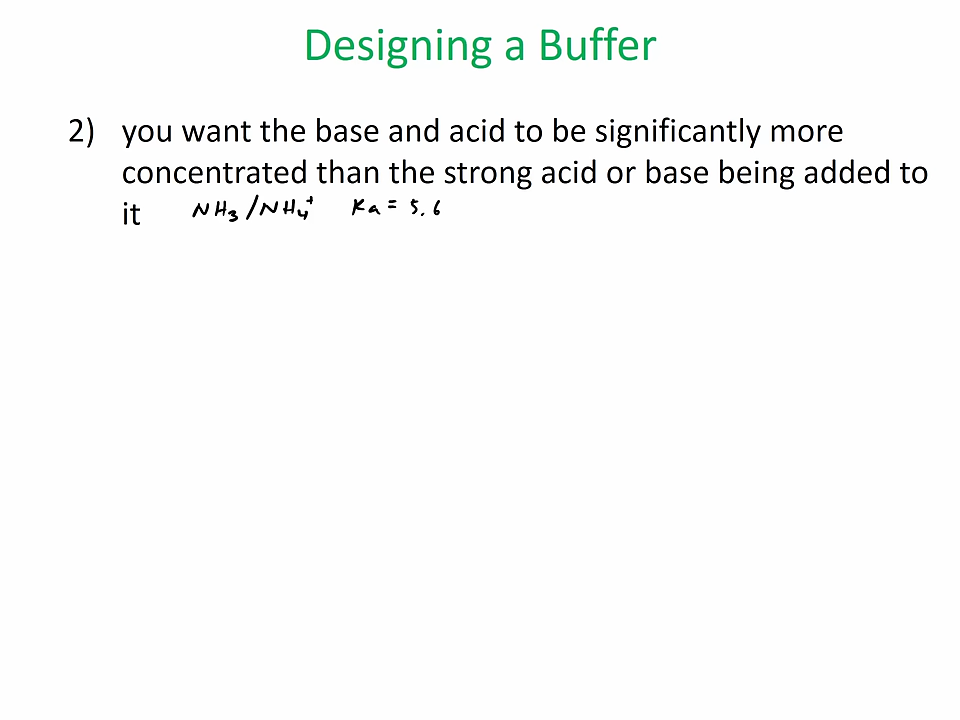 Designing a Buffer
2) you want the base and acid to be significantly more
concentrated than the strong acid or base being added to
it NH₃/NH₄⁺ Ka = 5.6